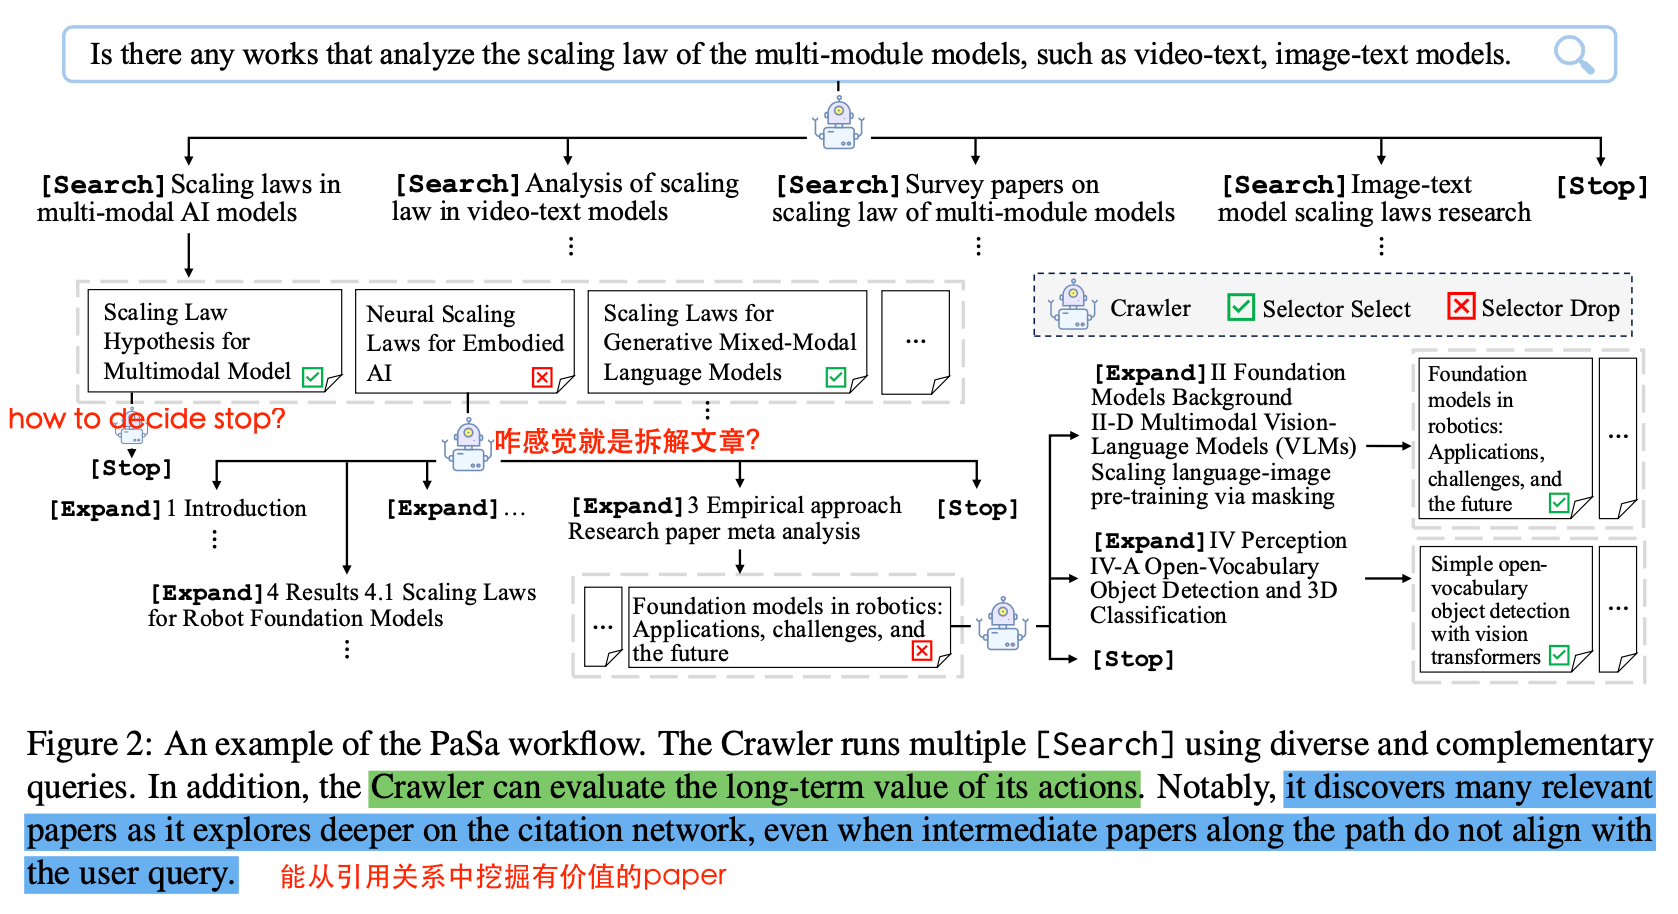 Is there any works that analyze the scaling law of the multi-module models, such as video-text, image-text models.
[Search] Scaling laws in
multi-modal AI models
[Search] Analysis of scaling
law in video-text models
[Search] Survey papers on
scaling law of multi-module models
[Search] Image-text
model scaling laws research
[Stop]
Scaling Law
Hypothesis for
Multimodal Model
Neural Scaling
Laws for Embodied
AI
Scaling Laws for
Generative Mixed-Modal
Language Models
...
Crawler
Selector Select
Selector Drop
how to decide stop?
[Stop]
咋感觉就是拆解文章?
[Expand] 1 Introduction
[Expand] 4 Results 4.1 Scaling Laws
for Robot Foundation Models
[Expand] ...
[Expand] 3 Empirical approach
Research paper meta analysis
[Stop]
...
Foundation models in robotics:
Applications, challenges, and
the future
[Expand] II Foundation
Models Background
II-D Multimodal Vision-
Language Models (VLMs)
Scaling language-image
pre-training via masking
Foundation
models in
robotics:
Applications,
challenges, and
the future
...
[Expand] IV Perception
IV-A Open-Vocabulary
Object Detection and 3D
Classification
Simple open-
vocabulary
object detection
with vision
transformers
...
[Stop]
Figure 2: An example of the PaSa workflow. The Crawler runs multiple [Search] using diverse and complementary
queries. In addition, the Crawler can evaluate the long-term value of its actions. Notably, it discovers many relevant
papers as it explores deeper on the citation network, even when intermediate papers along the path do not align with
the user query.
能从引用关系中挖掘有价值的paper